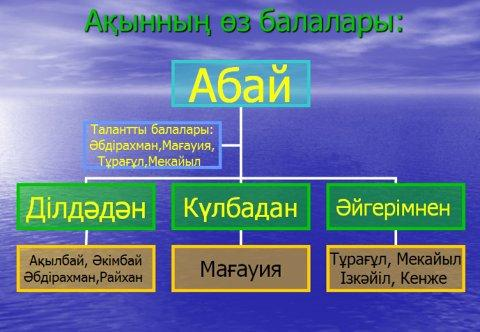 Ақынның өз балалары:
Абай
Талантты балалары:
Әбдірахман,Мағауия,
Тұрағұл,Мекайыл
Ділдәдән
Күлбадан
Әйгерімнен
Ақылбай, Әкімбай
Әбдірахман,Райхан
Мағауия
Тұрағұл, Мекайыл
Ізкәйіл, Кенже